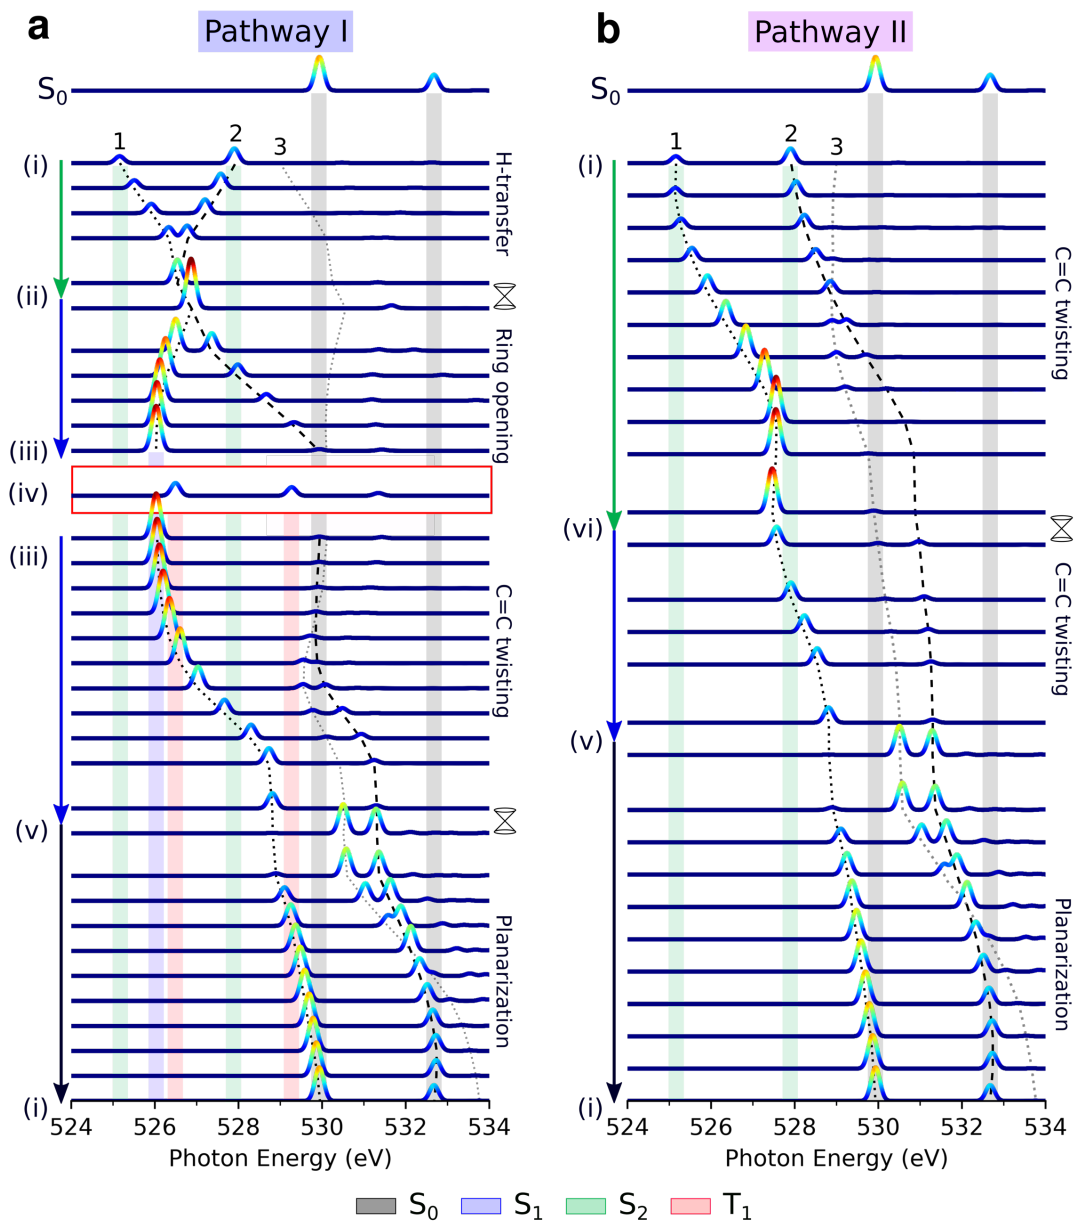 a
Pathway I
S0
1
2
3
(i)
H-transfer
(ii)
Ring opening
(iii)
(iv)
(iii)
C=C twisting
(v)
Planarization
(i)
524 526 528 530 532 534
Photon Energy (eV)
b
Pathway II
S0
1
2
3
(i)
C=C twisting
(vi)
C=C twisting
(v)
Planarization
(i)
524 526 528 530 532 534
Photon Energy (eV)
S0 S1 S2 T1